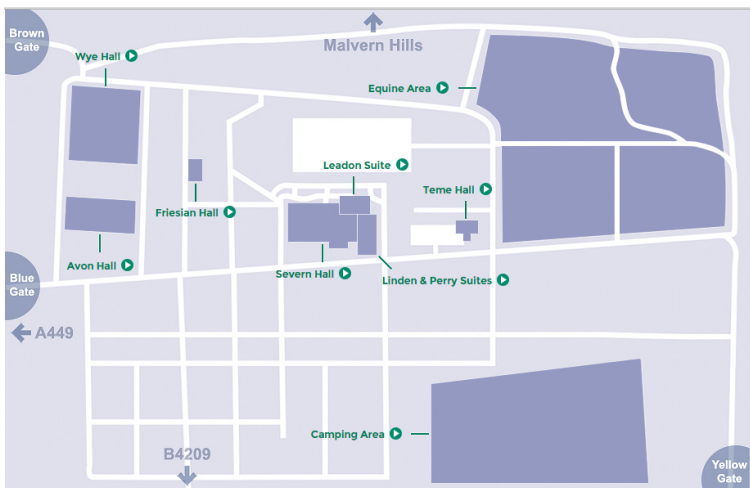 Brown
Gate
Malvern Hills
Wye Hall
Equine Area
Leadon Suite
Teme Hall
Friesian Hall
Avon Hall
Severn Hall
Linden & Perry Suites
Blue
Gate
A449
Camping Area
B4209
Yellow
Gate